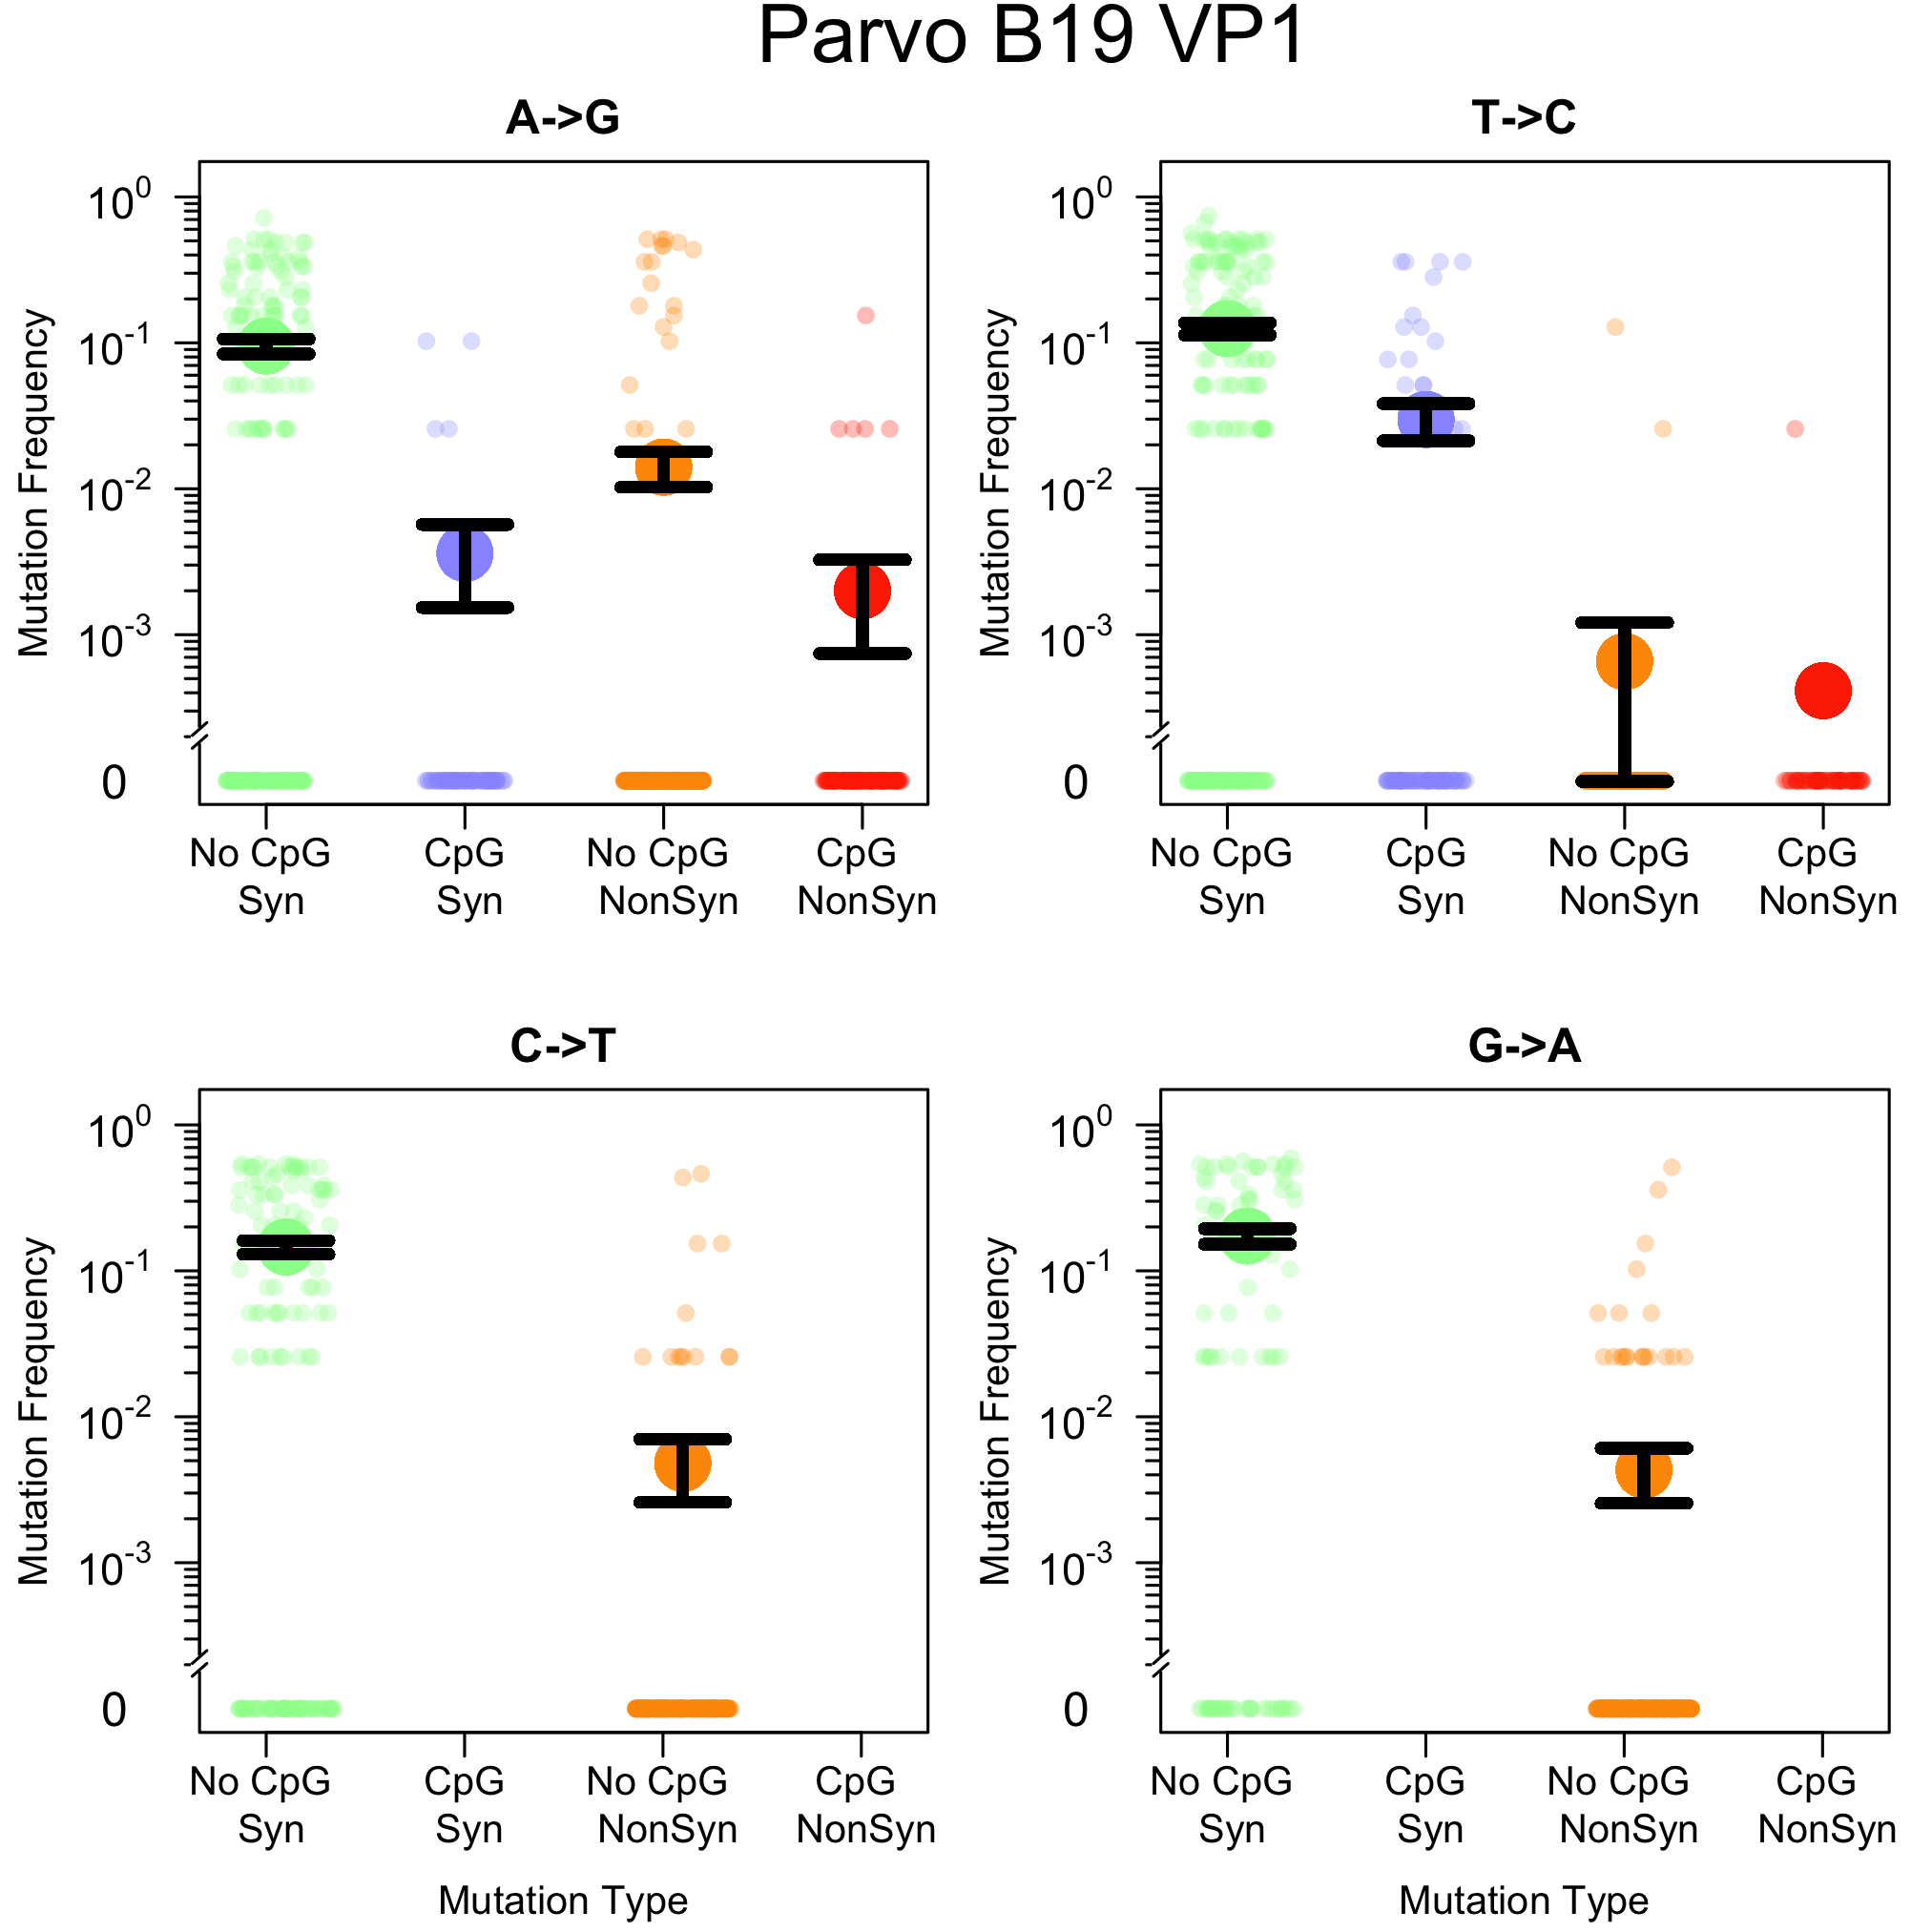 Parvo B19 VP1
A->G
T->C
Mutation Frequency
10^0
10^-1
10^-2
10^-3
0
No CpG CpG No CpG CpG
Syn Syn NonSyn NonSyn
Mutation Frequency
10^0
10^-1
10^-2
10^-3
0
No CpG CpG No CpG CpG
Syn Syn NonSyn NonSyn
C->T
G->A
Mutation Frequency
10^0
10^-1
10^-2
10^-3
0
No CpG CpG No CpG CpG
Syn Syn NonSyn NonSyn
Mutation Type
Mutation Frequency
10^0
10^-1
10^-2
10^-3
0
No CpG CpG No CpG CpG
Syn Syn NonSyn NonSyn
Mutation Type